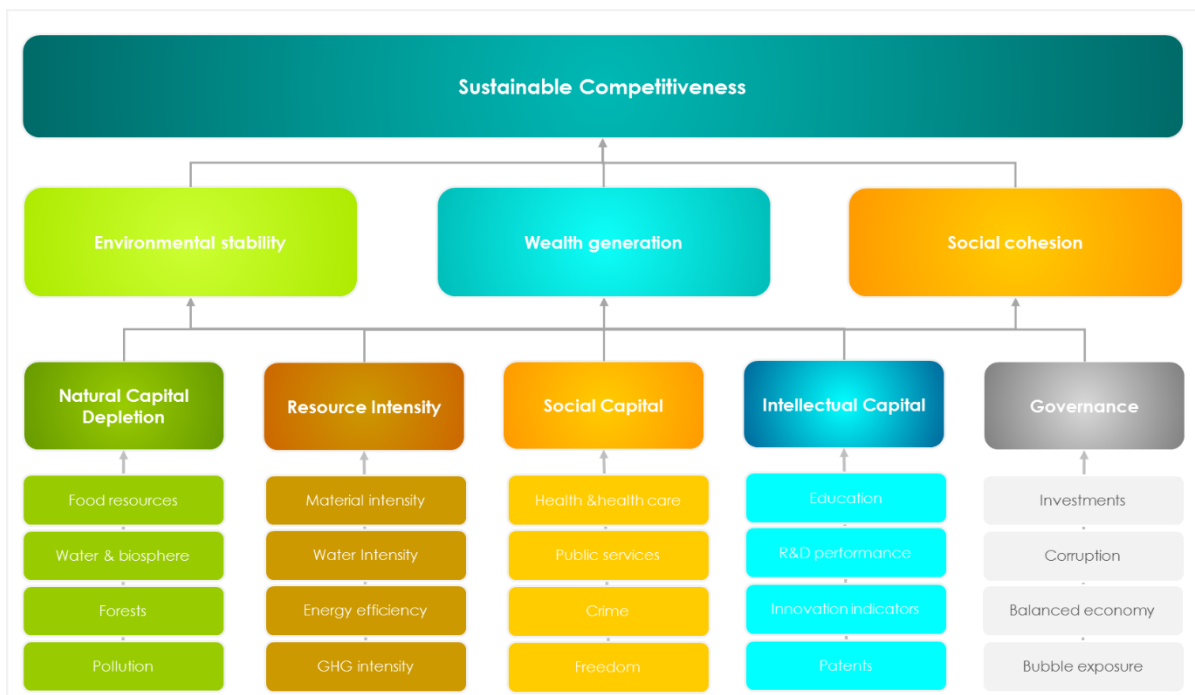 Sustainable Competitiveness
Environmental stability
Wealth generation
Social cohesion
Natural Capital
Depletion
Resource Intensity
Social Capital
Intellectual Capital
Governance
Food resources
Material intensity
Health &health care
Education
Investments
Water & biosphere
Water Intensity
Public services
R&D performance
Corruption
Forests
Energy efficiency
Crime
Innovation indicators
Balanced economy
Pollution
GHG intensity
Freedom
Patents
Bubble exposure